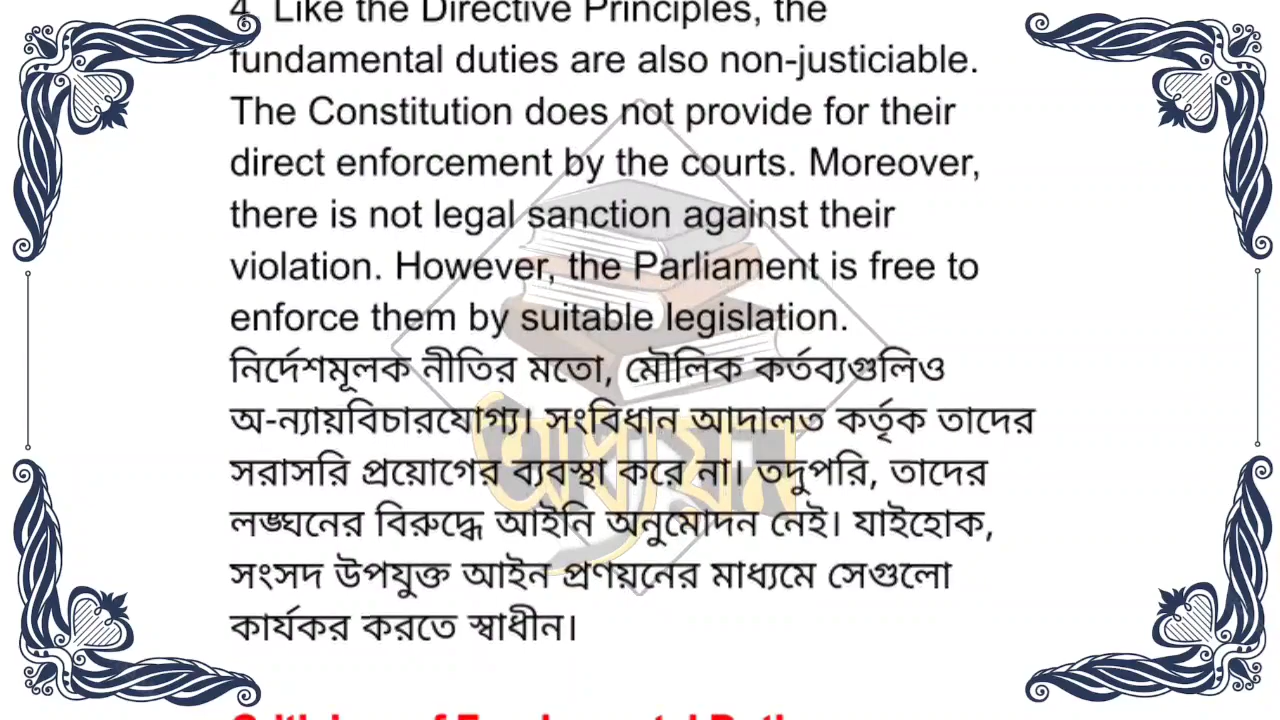 4. Like the Directive Principles, the
fundamental duties are also non-justiciable.
The Constitution does not provide for their
direct enforcement by the courts. Moreover,
there is not legal sanction against their
violation. However, the Parliament is free to
enforce them by suitable legislation.
নির্দেশমূলক নীতির মতো, মৌলিক কর্তব্যগুলিও
অ-ন্যায়বিচারযোগ্য। সংবিধান আদালত কর্তৃক তাদের
সরাসরি প্রয়োগের ব্যবস্থা করে না। তদুপরি, তাদের
লঙ্ঘনের বিরুদ্ধে আইনি অনুমোদন নেই। যাইহোক,
সংসদ উপযুক্ত আইন প্রণয়নের মাধ্যমে সেগুলো
কার্যকর করতে স্বাধীন।